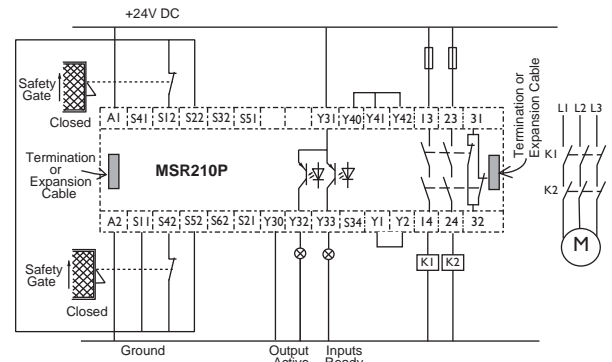 +24V DC
Safety
Gate
Closed
A1 S41 S12 S22 S32 S51 Y31 Y40 Y41 Y42 13 23 31
Termination or
Expansion Cable
L1 L2 L3
Termination
or
Expansion
Cable
MSR210P
K1
K2
A2 S11 S42 S52 S62 S21 Y30 Y32 Y33 S34 Y1 Y2 14 24 32
M
Safety
Gate
Closed
K1 K2
Ground
Output
Active
Inputs
Ready